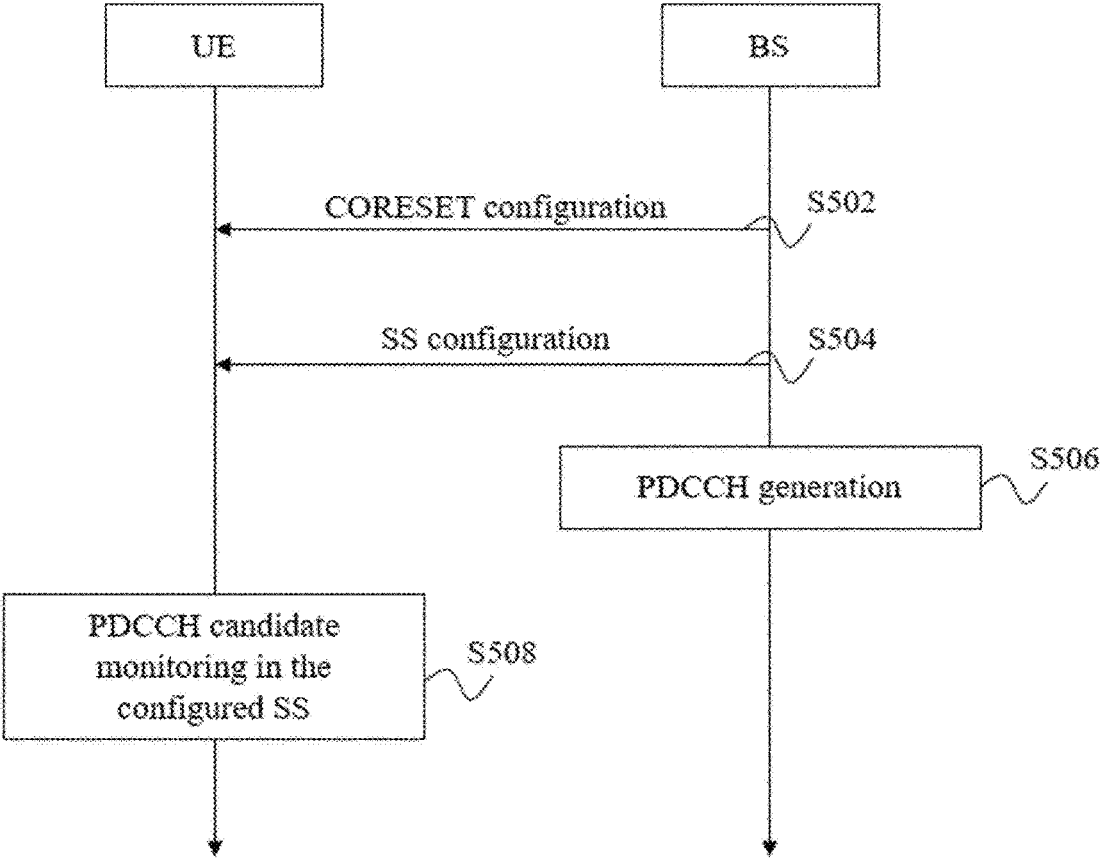 UE
BS
CORESET configuration
S502
SS configuration
S504
PDCCH generation
S506
PDCCH candidate
monitoring in the
configured SS
S508